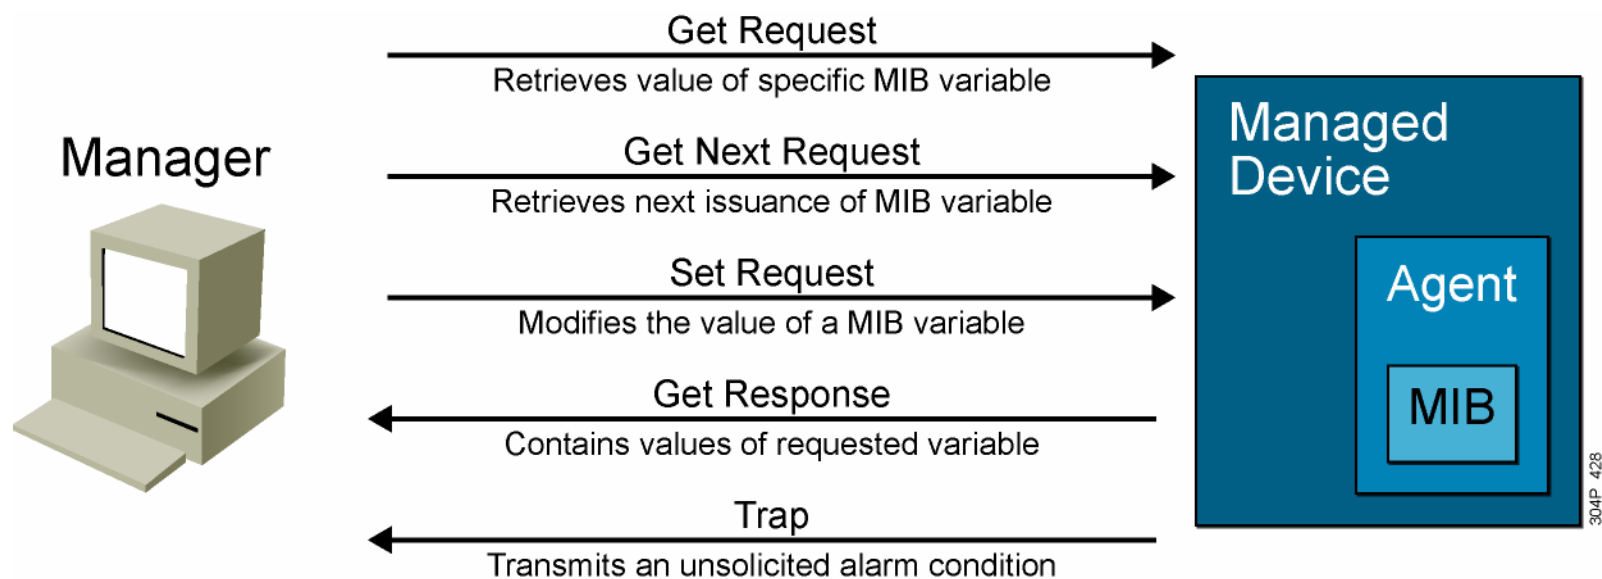 Get Request
Retrieves value of specific MIB variable
Manager
Get Next Request
Retrieves next issuance of MIB variable
Set Request
Modifies the value of a MIB variable
Get Response
Contains values of requested variable
Trap
Transmits an unsolicited alarm condition
Managed
Device
Agent
MIB
304P_428